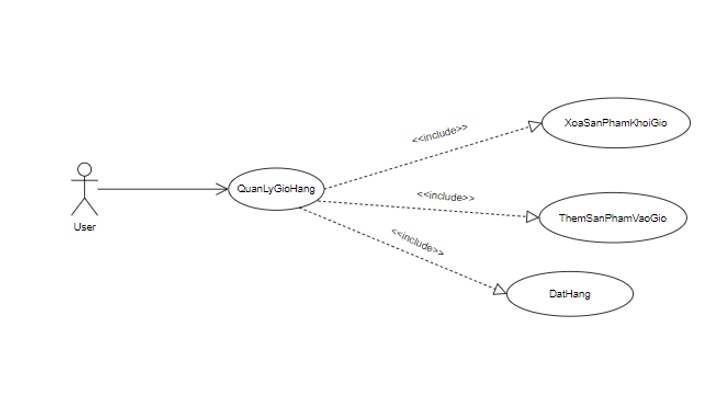 <<include>>
XoaSanPhamKhoiGio
QuanLyGioHang
<<include>>
ThemSanPhamVaoGio
User
<<include>>
DatHang